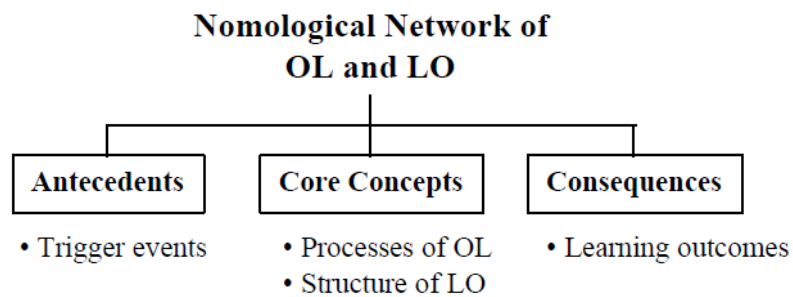 Nomological Network of
OL and LO
Antecedents
Core Concepts
Consequences
• Trigger events
• Processes of OL
• Structure of LO
• Learning outcomes